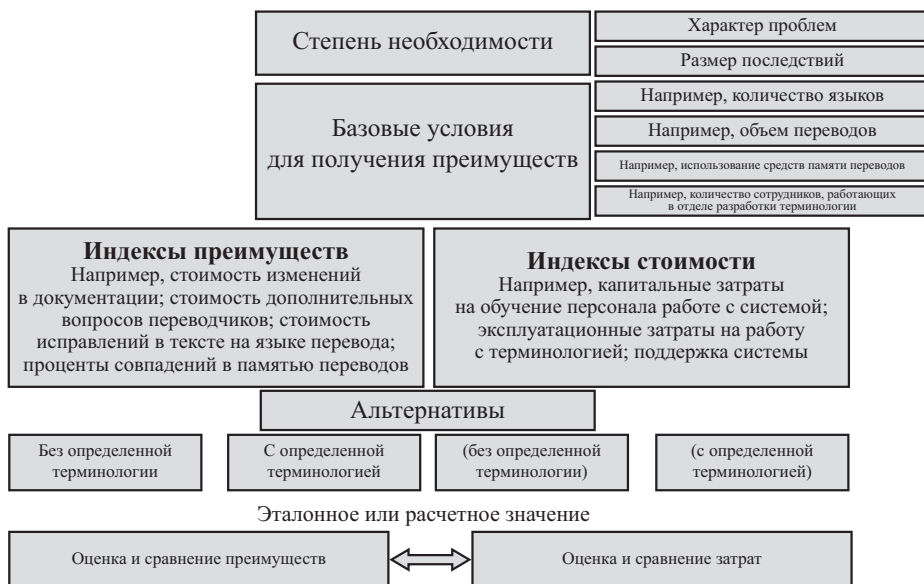 Степень необходимости
Характер проблем
Размер последствий
Базовые условия
для получения преимуществ
Например, количество языков
Например, объем переводов
Например, использование средств памяти переводов
Например, количество сотрудников, работающих
в отделе разработки терминологии
Индексы преимуществ
Например, стоимость изменений
в документации; стоимость дополнительных
вопросов переводчиков; стоимость
исправлений в тексте на языке перевода;
проценты совпадений в памятью переводов
Индексы стоимости
Например, капитальные затраты
на обучение персонала работе с системой;
эксплуатационные затраты на работу
с терминологией; поддержка системы
Альтернативы
Без определенной
терминологии
С определенной
терминологией
(без определенной
терминологии)
(с определенной
терминологией)
Эталонное или расчетное значение
Оценка и сравнение преимуществ
Оценка и сравнение затрат